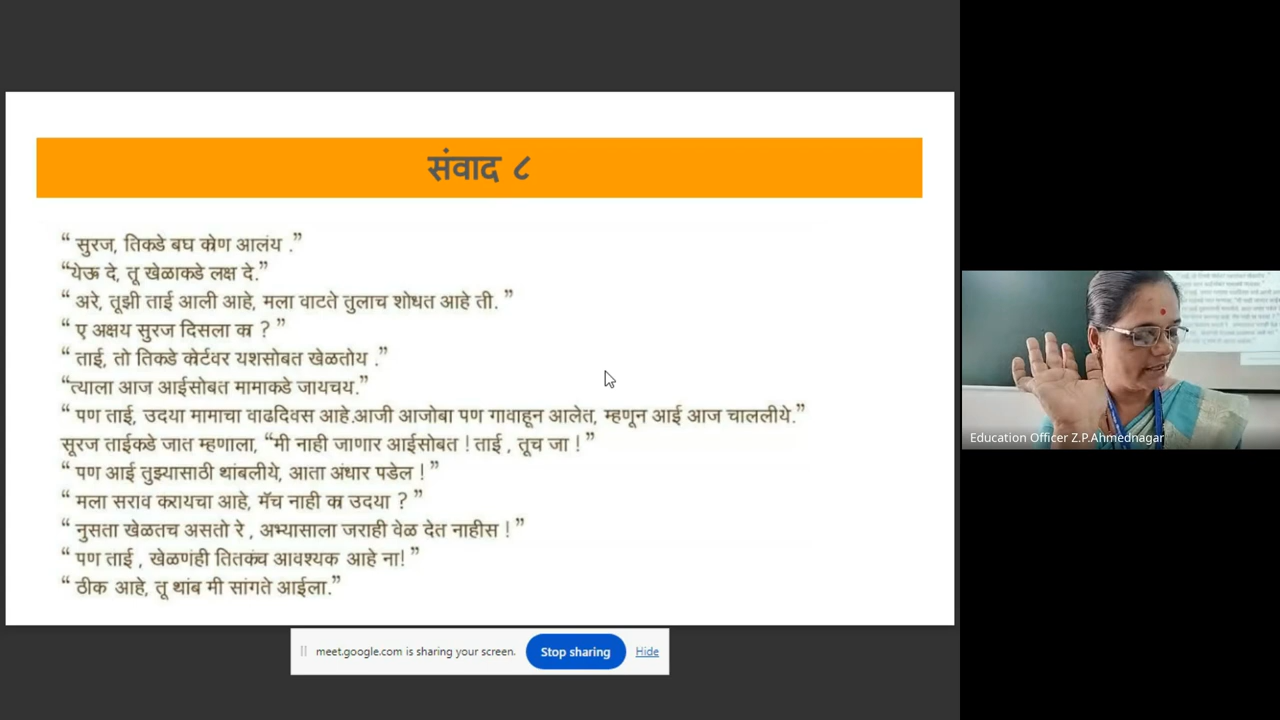 संवाद ८
“ सुरज, तिकडे बघ कोण आलंय .”
“येऊ दे, तू खेळाकडे लक्ष दे.”
“ अरे, तूझी ताई आली आहे, मला वाटते तुलाच शोधत आहे ती. ”
“ ए अक्षय सुरज दिसला का ? ”
“ ताई, तो तिकडे कोर्टवर यशसोबत खेळतोय .”
“त्याला आज आईसोबत मामाकडे जायचय.”
“ पण ताई, उदया मामाचा वाढदिवस आहे.आजी आजोबा पण गावाहून आलेत, म्हणून आई आज चाललीये.”
सूरज ताईकडे जात म्हणाला, “मी नाही जाणार आईसोबत ! ताई , तूच जा ! ”
“ पण आई तुझ्यासाठी थांबलीये, आता अंधार पडेल ! ”
“ मला सराव करायचा आहे, मॅच नाही का उदया ? ”
“ नुसता खेळतच असतो रे , अभ्यासाला जराही वेळ देत नाहीस ! ”
“ पण ताई , खेळणंही तितकंच आवश्यक आहे ना! ”
“ ठीक आहे, तू थांब मी सांगते आईला.”
Education Officer Z.P.Ahmednagar
meet.google.com is sharing your screen. Stop sharing Hide